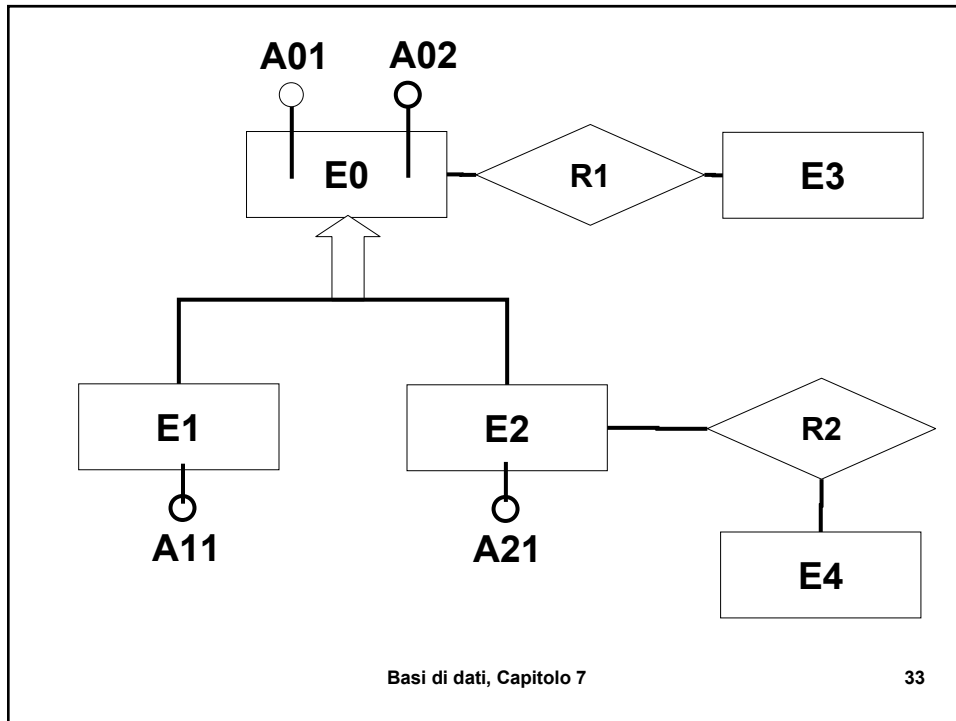 A01 A02
E0 R1 E3
E1 E2 R2
A11 A21
E4
Basi di dati, Capitolo 7 33